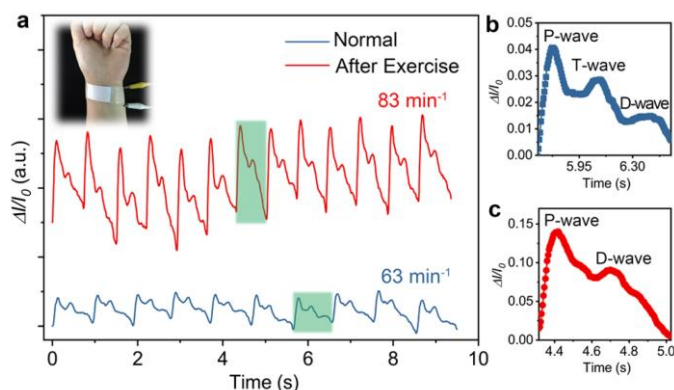 a
Normal
After Exercise
83 min⁻¹
63 min⁻¹
ΔI/I₀ (a.u.)
0 2 4 6 8 10
Time (s)
b
P-wave
T-wave
D-wave
ΔI/I₀
0.05
0.04
0.03
0.02
0.01
0.00
5.95 6.30
Time (s)
c
P-wave
D-wave
ΔI/I₀
0.15
0.10
0.05
0.00
4.4 4.6 4.8 5.0
Time (s)